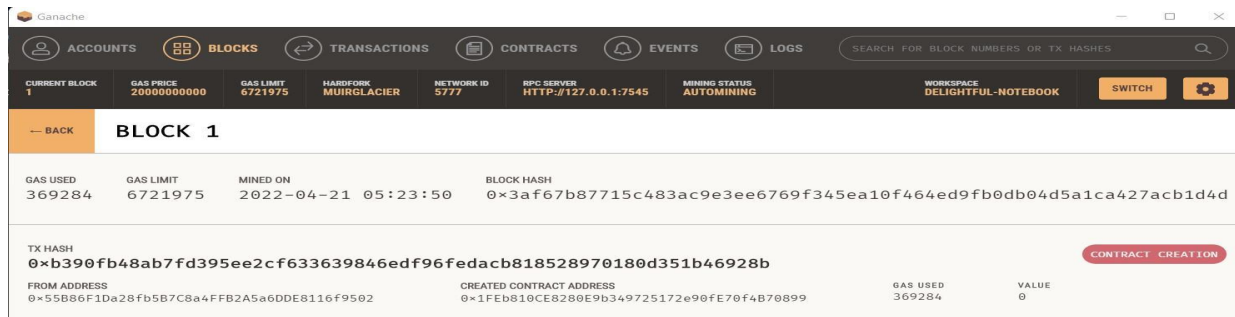 Ganache
ACCOUNTS BLOCKS TRANSACTIONS CONTRACTS EVENTS LOGS SEARCH FOR BLOCK NUMBERS OR TX HASHES
CURRENT BLOCK GAS PRICE GAS LIMIT HARDFORK NETWORK ID RPC SERVER MINING STATUS WORKSPACE
1 20000000000 6721975 MUIRGLACIER 5777 HTTP://127.0.0.1:7545 AUTOMINING DELIGHTFUL-NOTEBOOK SWITCH
← BACK BLOCK 1
GAS USED GAS LIMIT MINED ON BLOCK HASH
369284 6721975 2022-04-21 05:23:50 0×3af67b87715c483ac9e3ee6769f345ea10f464ed9fb0db04d5a1ca427acb1d4d
TX HASH
0×b390fb48ab7fd395ee2cf633639846edf96fedacb818528970180d351b46928b CONTRACT CREATION
FROM ADDRESS CREATED CONTRACT ADDRESS GAS USED VALUE
0×55B86F1Da28fb5B7C8a4FFB2A5a6DDE8116f9502 0×1FEb810CE8280E9b349725172e90fE70f4B70899 369284 0